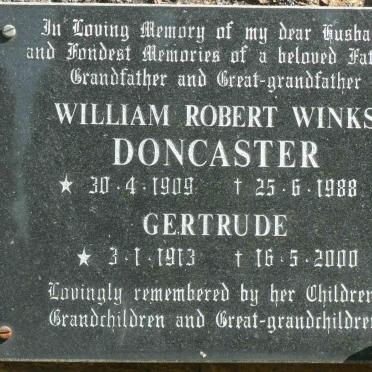 In Loving Memory of my dear Husba
and Fondest Memories of a beloved Fat
Grandfather and Great-grandfather
WILLIAM ROBERT WINKS
DONCASTER
★ 30·4·1909 † 25·6·1988
GERTRUDE
★ 3·1·1913 † 16·5·2000
Lovingly remembered by her Children
Grandchildren and Great-grandchildren